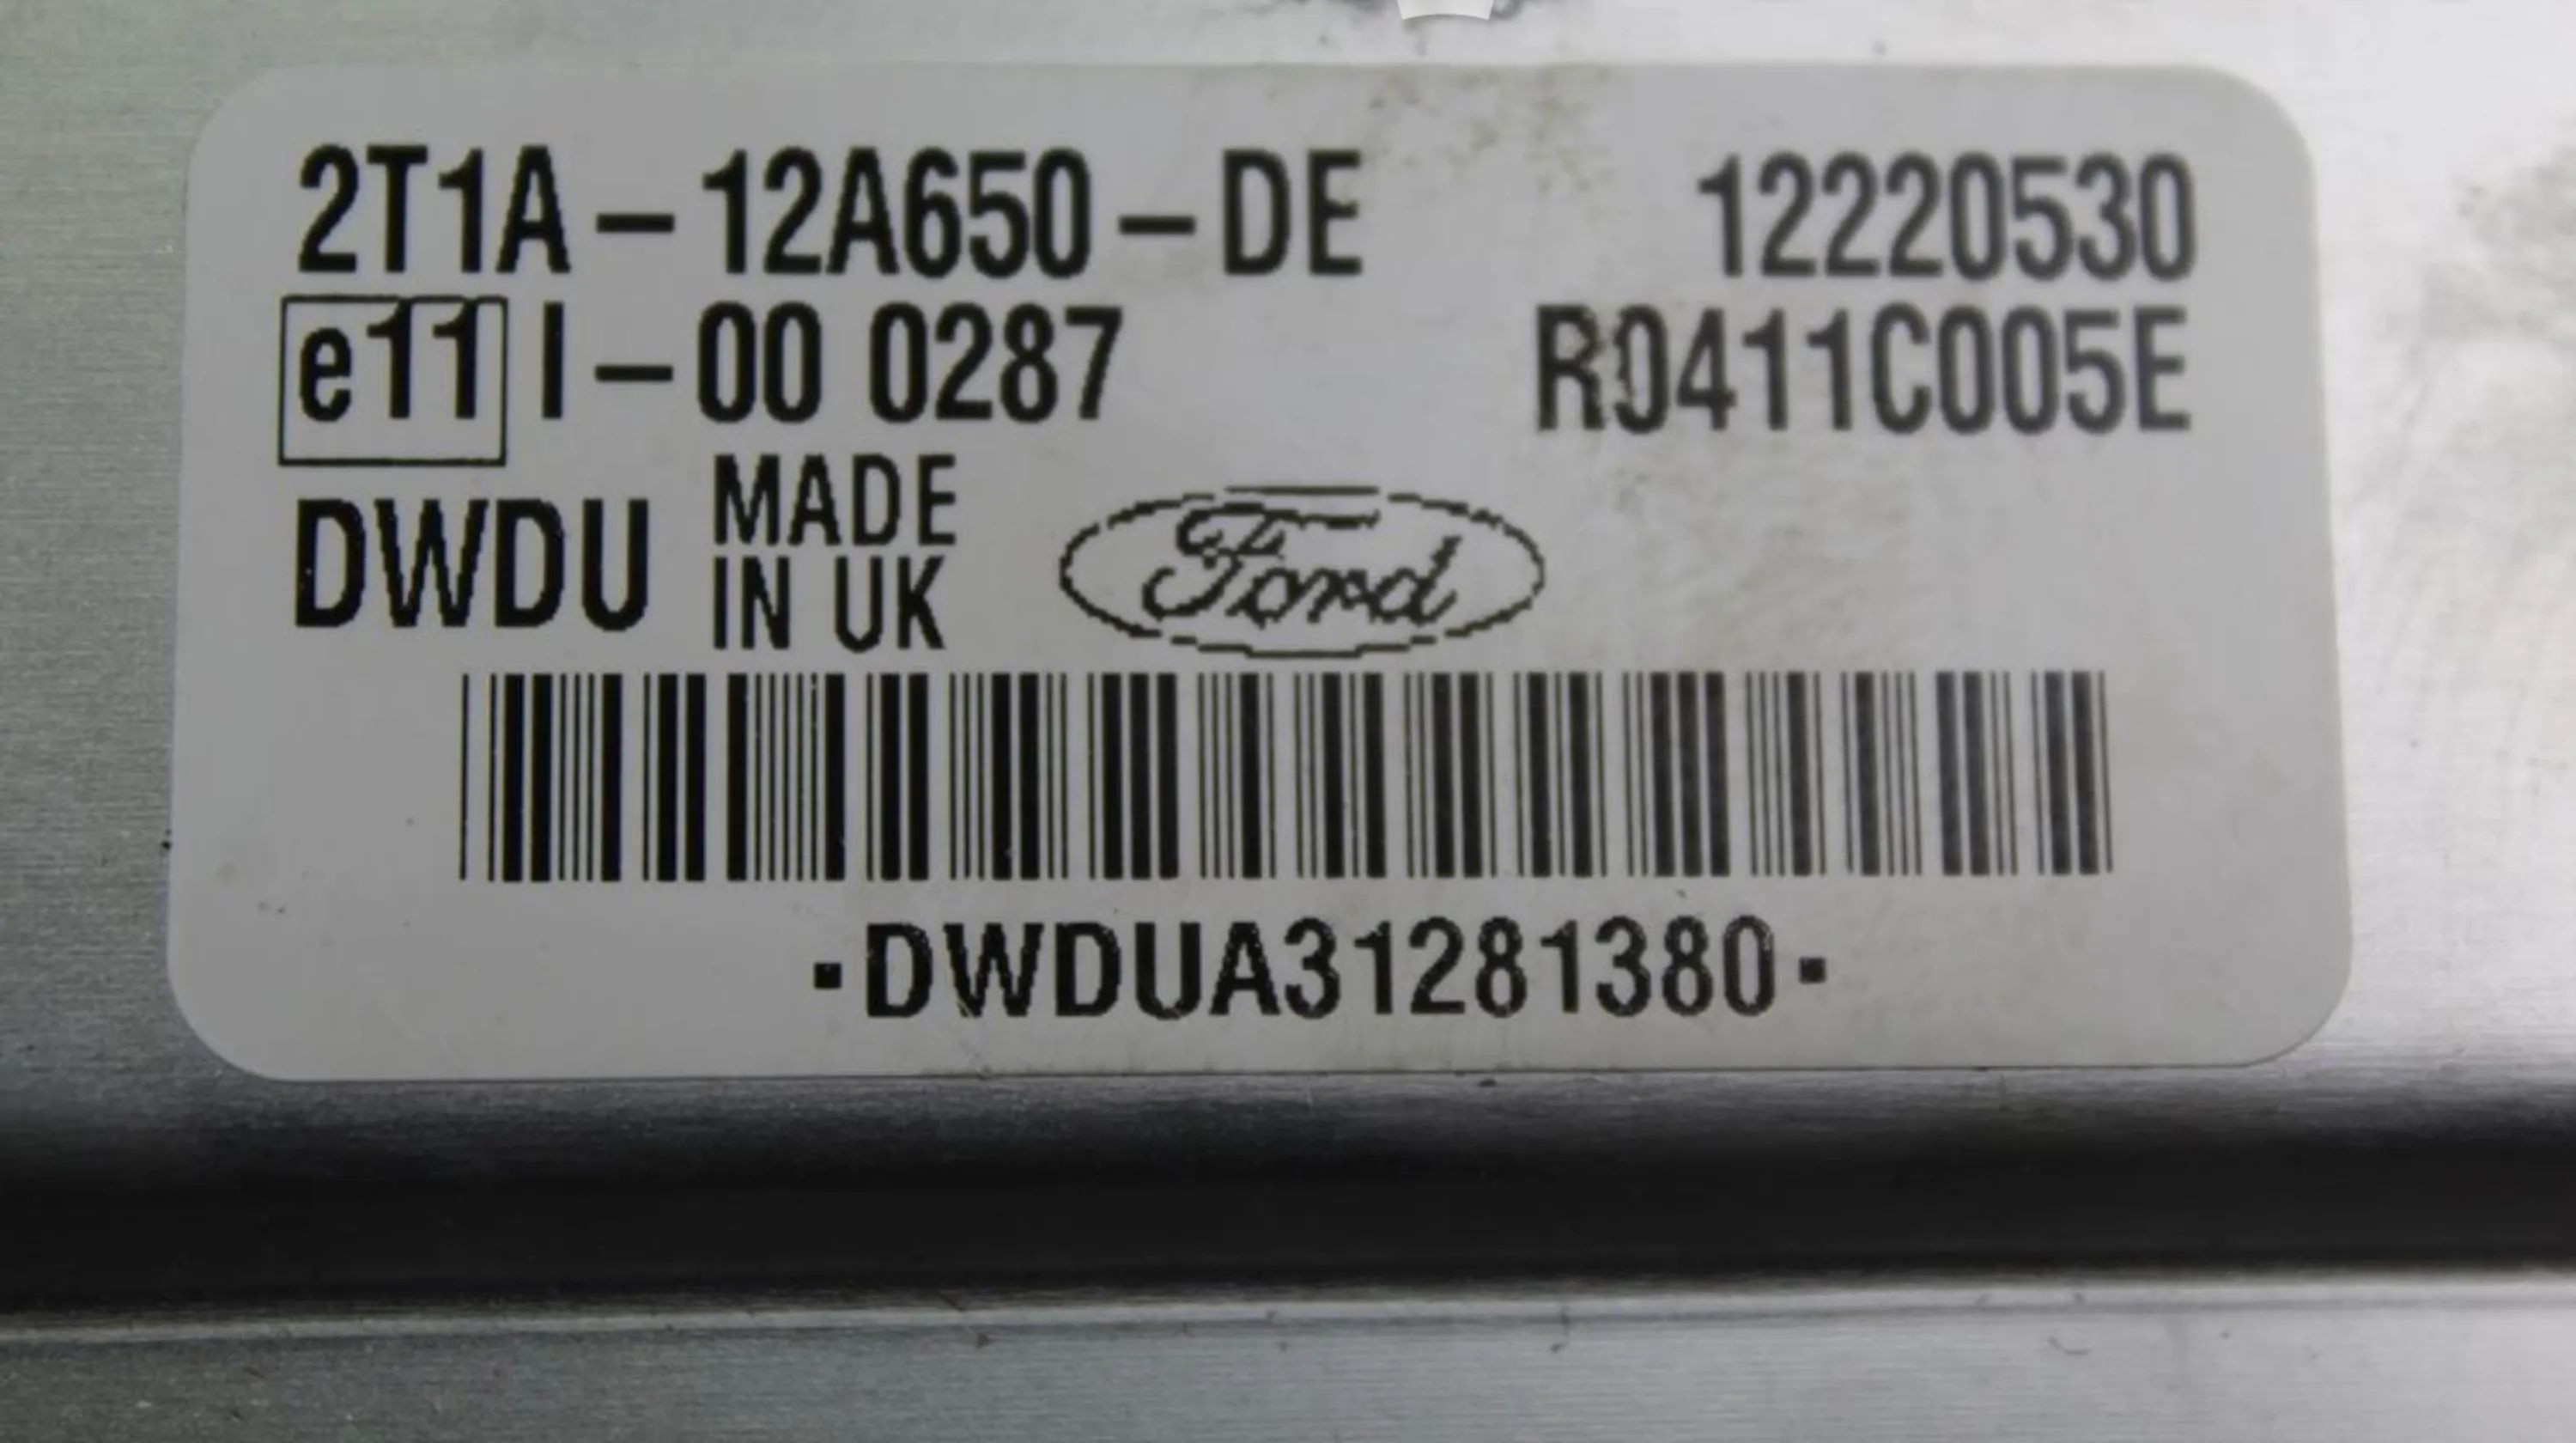 2T1A-12A650-DE 12220530
e11 I-00 0287 R0411C005E
DWDU MADE IN UK Ford
·DWDUA31281380·